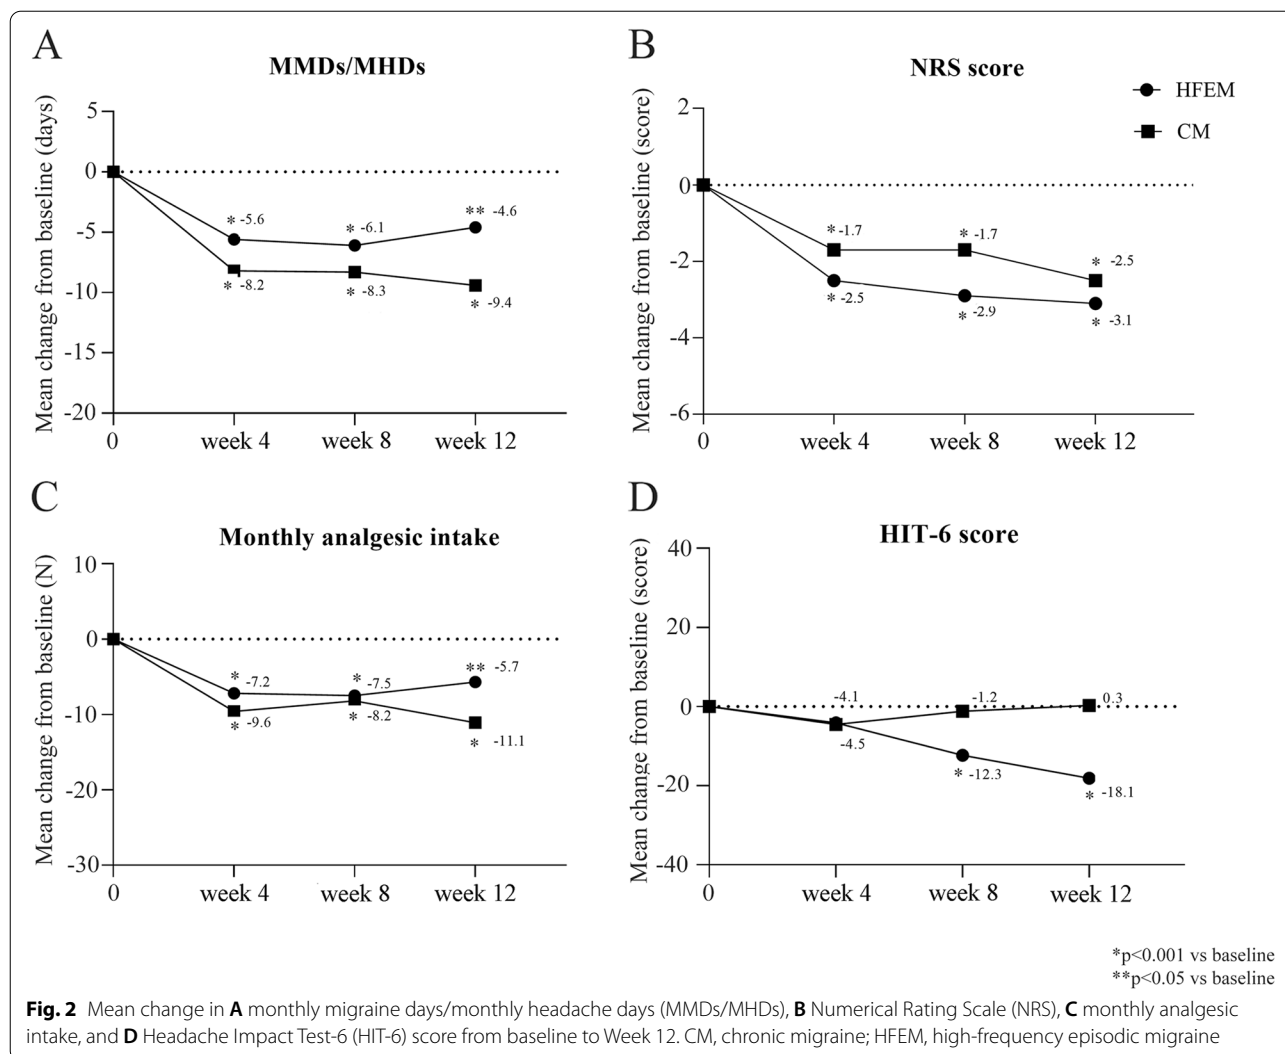 A
MMDs/MHDs
Mean change from baseline (days)
5
0
-5
-10
-15
-20
* -5.6
* -6.1
** -4.6
* -8.2
* -8.3
* -9.4
0 week 4 week 8 week 12
B
NRS score
HFEM
CM
Mean change from baseline (score)
2
0
-2
-4
-6
* -1.7
* -1.7
* -2.5
* -2.5
* -2.9
* -3.1
0 week 4 week 8 week 12
C
Monthly analgesic intake
Mean change from baseline (N)
10
0
-10
-20
-30
* -7.2
* -7.5
** -5.7
* -9.6
* -8.2
* -11.1
0 week 4 week 8 week 12
D
HIT-6 score
Mean change from baseline (score)
40
20
0
-20
-40
-4.1
-1.2
0.3
-4.5
* -12.3
* -18.1
0 week 4 week 8 week 12
*p<0.001 vs baseline
**p<0.05 vs baseline
Fig. 2 Mean change in A monthly migraine days/monthly headache days (MMDs/MHDs), B Numerical Rating Scale (NRS), C monthly analgesic
intake, and D Headache Impact Test-6 (HIT-6) score from baseline to Week 12. CM, chronic migraine; HFEM, high-frequency episodic migraine